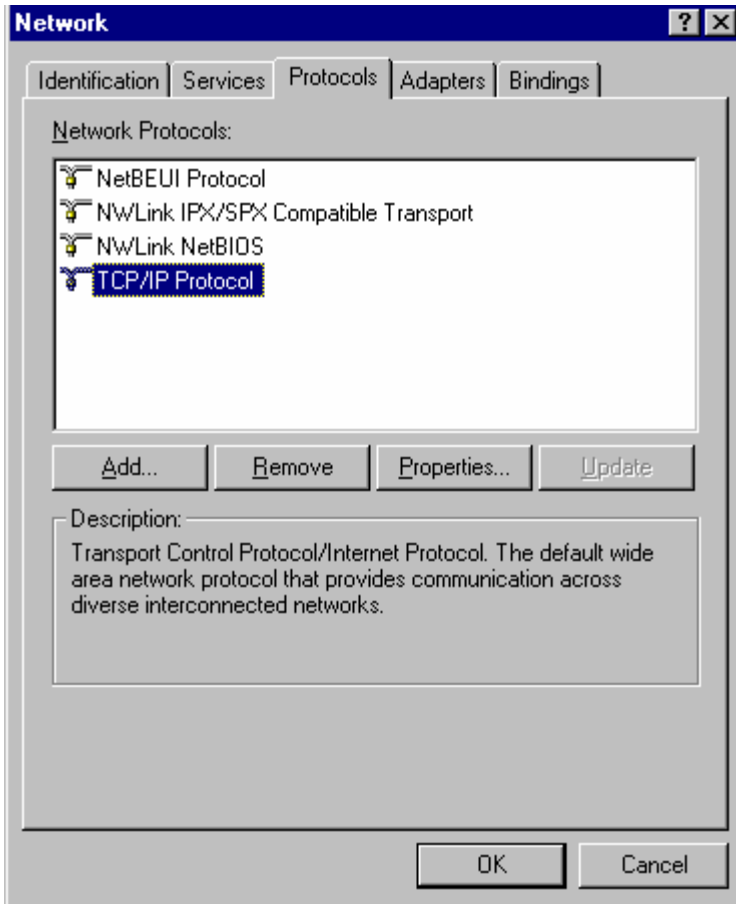 Network
Identification Services Protocols Adapters Bindings
Network Protocols:
NetBEUI Protocol
NWLink IPX/SPX Compatible Transport
NWLink NetBIOS
TCP/IP Protocol
Add... Remove Properties... Update
Description:
Transport Control Protocol/Internet Protocol. The default wide
area network protocol that provides communication across
diverse interconnected networks.
OK Cancel